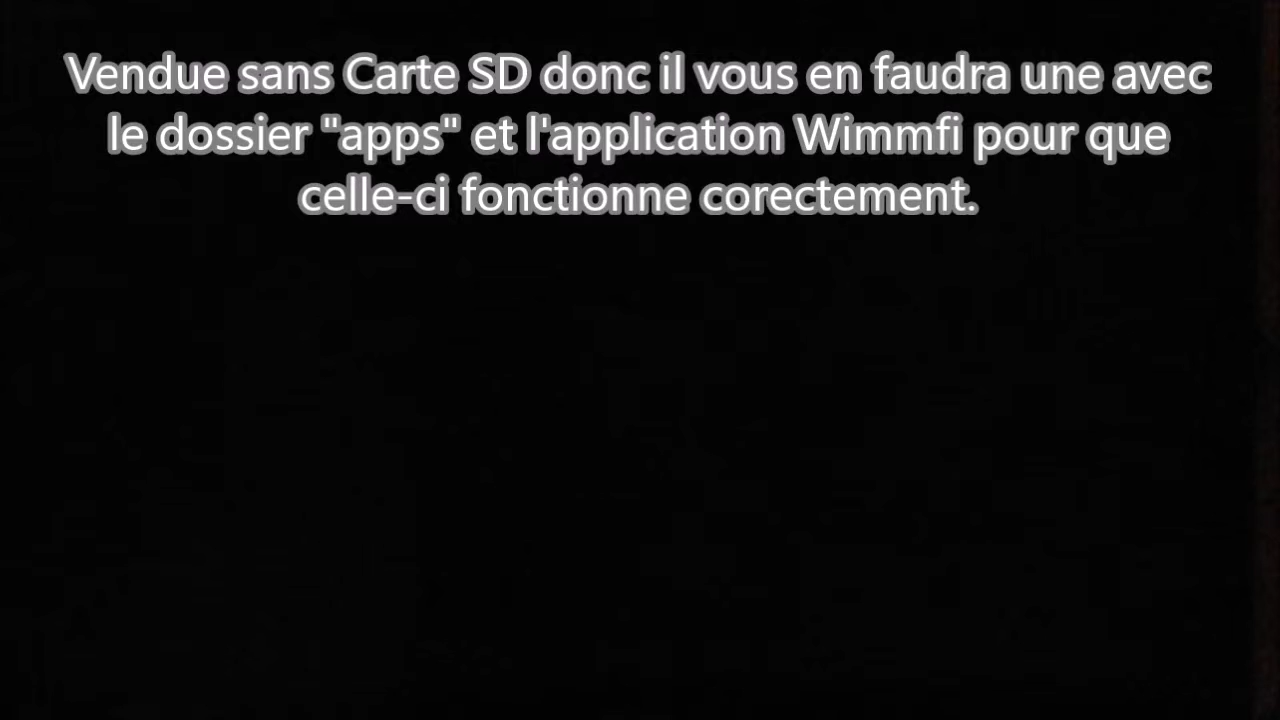 Vendue sans Carte SD donc il vous en faudra une avec
le dossier "apps" et l'application Wimmfi pour que
celle-ci fonctionne corectement.